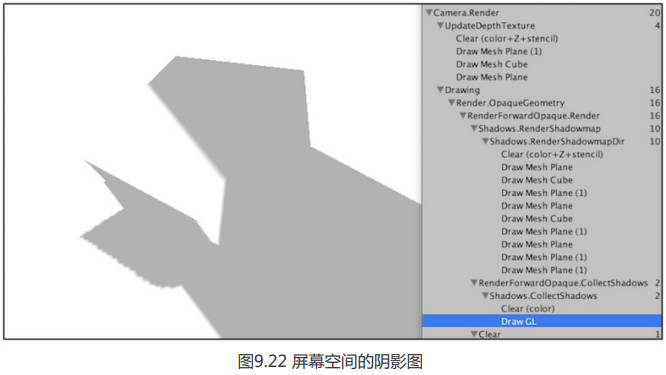 Camera.Render 20
UpdateDepthTexture 4
Clear (color+Z+stencil)
Draw Mesh Plane (1)
Draw Mesh Cube
Draw Mesh Plane
Drawing 16
Render.OpaqueGeometry 16
RenderForwardOpaque.Render 16
Shadows.RenderShadowmap 10
Shadows.RenderShadowmapDir 10
Clear (color+Z+stencil)
Draw Mesh Plane
Draw Mesh Cube
Draw Mesh Plane (1)
Draw Mesh Plane
Draw Mesh Cube
Draw Mesh Plane (1)
Draw Mesh Plane
Draw Mesh Plane (1)
Draw Mesh Plane (1)
RenderForwardOpaque.CollectShadows 2
Shadows.CollectShadows 2
Clear (color)
Draw GL
Clear 1
图9.22 屏幕空间的阴影图